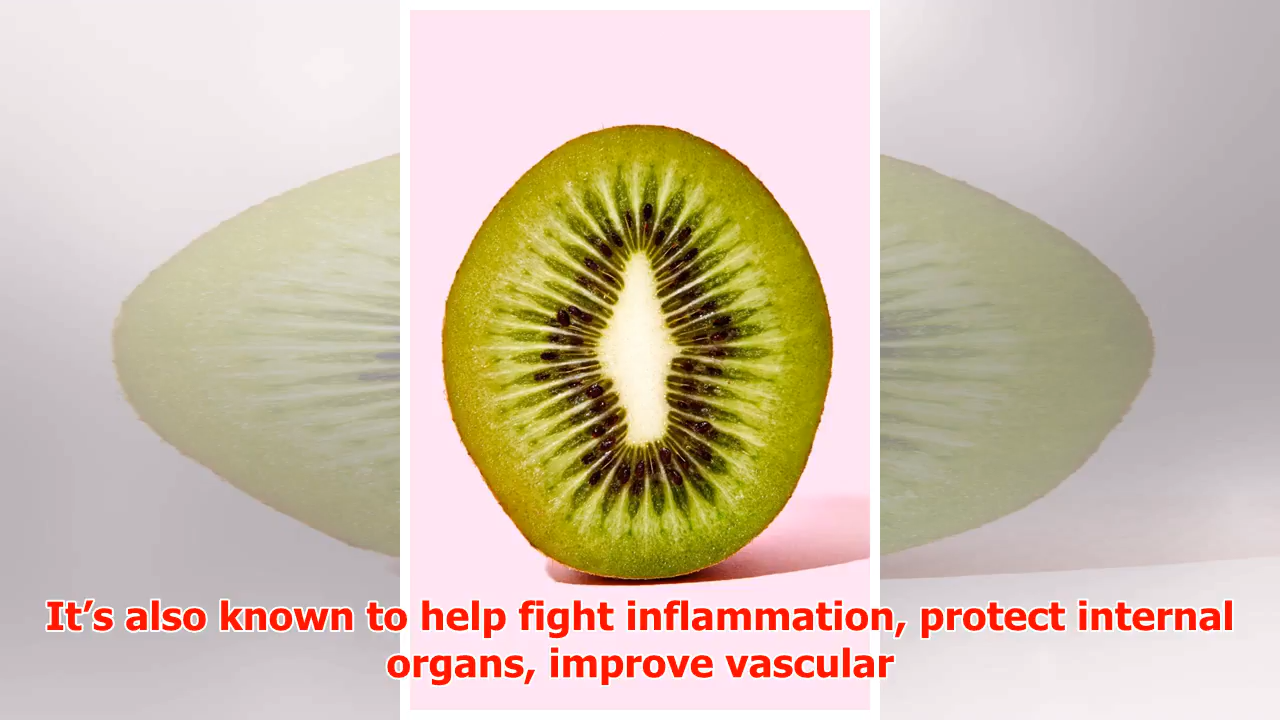 It’s also known to help fight inflammation, protect internal
organs, improve vascular